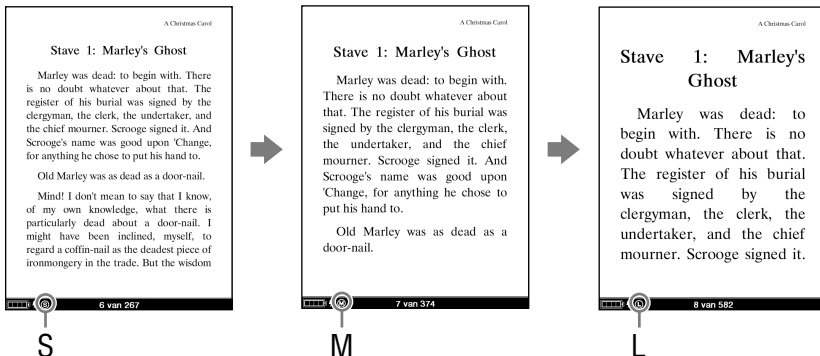 A Christmas Carol
Stave 1: Marley's Ghost
Marley was dead: to begin with. There
is no doubt whatever about that. The
register of his burial was signed by the
clergyman, the clerk, the undertaker, and
the chief mourner. Scrooge signed it. And
Scrooge's name was good upon 'Change,
for anything he chose to put his hand to.
Old Marley was as dead as a door-nail.
Mind! I don't mean to say that I know,
of my own knowledge, what there is
particularly dead about a door-nail. I
might have been inclined, myself, to
regard a coffin-nail as the deadest piece of
ironmongery in the trade. But the wisdom
S
6 van 267
S
A Christmas Carol
Stave 1: Marley's Ghost
Marley was dead: to begin with.
There is no doubt whatever about
that. The register of his burial was
signed by the clergyman, the clerk,
the undertaker, and the chief
mourner. Scrooge signed it. And
Scrooge's name was good upon
'Change, for anything he chose to
put his hand to.
Old Marley was as dead as a
door-nail.
M
7 van 374
M
A Christmas Carol
Stave 1: Marley's
Ghost
Marley was dead: to
begin with. There is no
doubt whatever about that.
The register of his burial
was signed by the
clergyman, the clerk, the
undertaker, and the chief
mourner. Scrooge signed it.
L
8 van 582
L